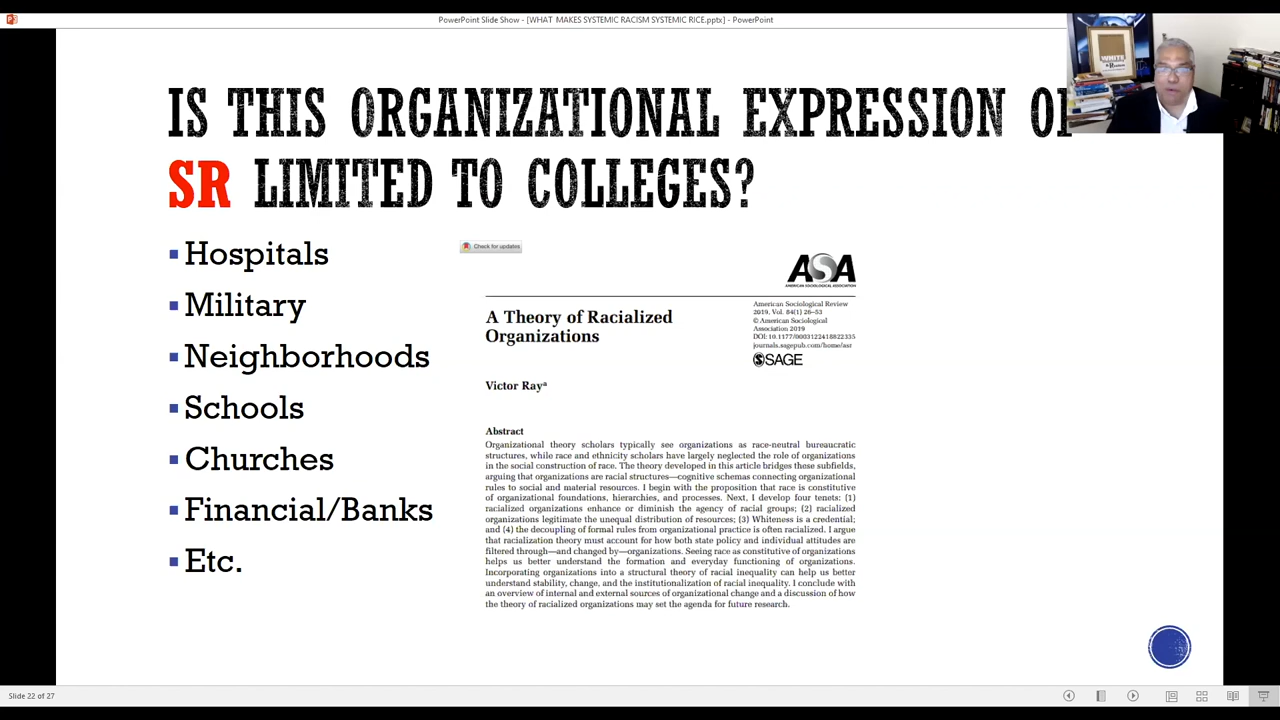 PowerPoint Slide Show - [WHAT MAKES SYSTEMIC RACISM SYSTEMIC RICE.pptx] - PowerPoint
WHITE
IS THIS ORGANIZATIONAL EXPRESSION OF
SR LIMITED TO COLLEGES?
▪ Hospitals
▪ Military
▪ Neighborhoods
▪ Schools
▪ Churches
▪ Financial/Banks
▪ Etc.
Check for updates
ASA
AMERICAN SOCIOLOGICAL ASSOCIATION
American Sociological Review
2019, Vol. 84(1) 26–53
© American Sociological
Association 2019
DOI: 10.1177/0003122418822335
journals.sagepub.com/home/asr
SAGE
A Theory of Racialized
Organizations
Victor Rayᵃ
Abstract
Organizational theory scholars typically see organizations as race-neutral bureaucratic
structures, while race and ethnicity scholars have largely neglected the role of organizations
in the social construction of race. The theory developed in this article bridges these subfields,
arguing that organizations are racial structures—cognitive schemas connecting organizational
rules to social and material resources. I begin with the proposition that race is constitutive
of organizational foundations, hierarchies, and processes. Next, I develop four tenets: (1)
racialized organizations enhance or diminish the agency of racial groups; (2) racialized
organizations legitimate the unequal distribution of resources; (3) Whiteness is a credential;
and (4) the decoupling of formal rules from organizational practice is often racialized. I argue
that racialization theory must account for how both state policy and individual attitudes are
filtered through—and changed by—organizations. Seeing race as constitutive of organizations
helps us better understand the formation and everyday functioning of organizations.
Incorporating organizations into a structural theory of racial inequality can help us better
understand stability, change, and the institutionalization of racial inequality. I conclude with
an overview of internal and external sources of organizational change and a discussion of how
the theory of racialized organizations may set the agenda for future research.
Slide 22 of 27